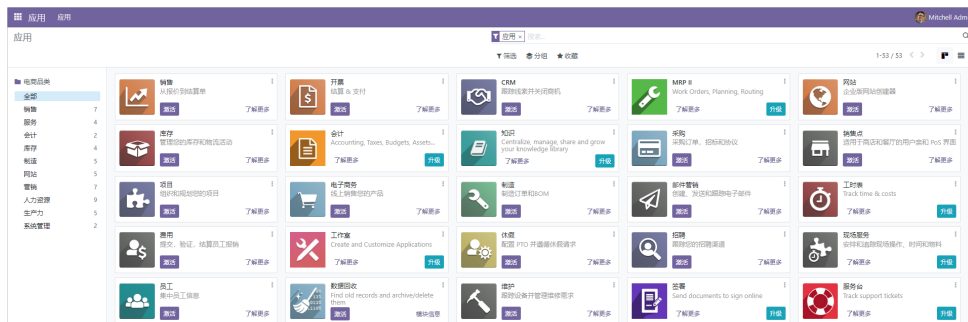 应用 应用 Mitchell Adm
应用 应用 × 搜索...
筛选 分组 收藏 1-53 / 53
电商品类
全部
销售 7
服务 4
会计 2
库存 4
制造 5
网站 5
营销 7
人力资源 9
生产力 5
系统管理 2
销售
从报价到结算单
激活 了解更多
开票
结算 & 支付
激活 了解更多
CRM
跟踪线索并关闭商机
激活 了解更多
MRP II
Work Orders, Planning, Routing
了解更多 升级
网站
企业版网站创建器
激活 了解更多
库存
管理您的库存和物流活动
激活 了解更多
会计
Accounting, Taxes, Budgets, Assets...
了解更多 升级
知识
Centralize, manage, share and grow
your knowledge library
了解更多 升级
采购
采购订单、招标和协议
激活 了解更多
销售点
适用于商店和餐厅的用户友和 PoS 界面
激活 了解更多
项目
组织和规划您的项目
激活 了解更多
电子商务
线上销售您的产品
激活 了解更多
制造
制造订单和BOM
激活 了解更多
邮件营销
创建、发送和跟踪电子邮件
激活 了解更多
工时表
Track time & costs
了解更多 升级
费用
提交、验证、结算员工报销
激活 了解更多
工作室
Create and Customize Applications
了解更多 升级
休假
配置 PTO 并遵循休假请求
激活 了解更多
招聘
跟踪您的招聘渠道
激活 了解更多
现场服务
安排和追踪现场操作、时间和物料
了解更多 升级
员工
集中员工信息
激活 了解更多
数据回收
Find old records and archive/delete
them
激活 模块信息
维护
跟踪设备并管理维修需求
激活 了解更多
签署
Send documents to sign online
了解更多 升级
服务台
Track support tickets
了解更多 升级